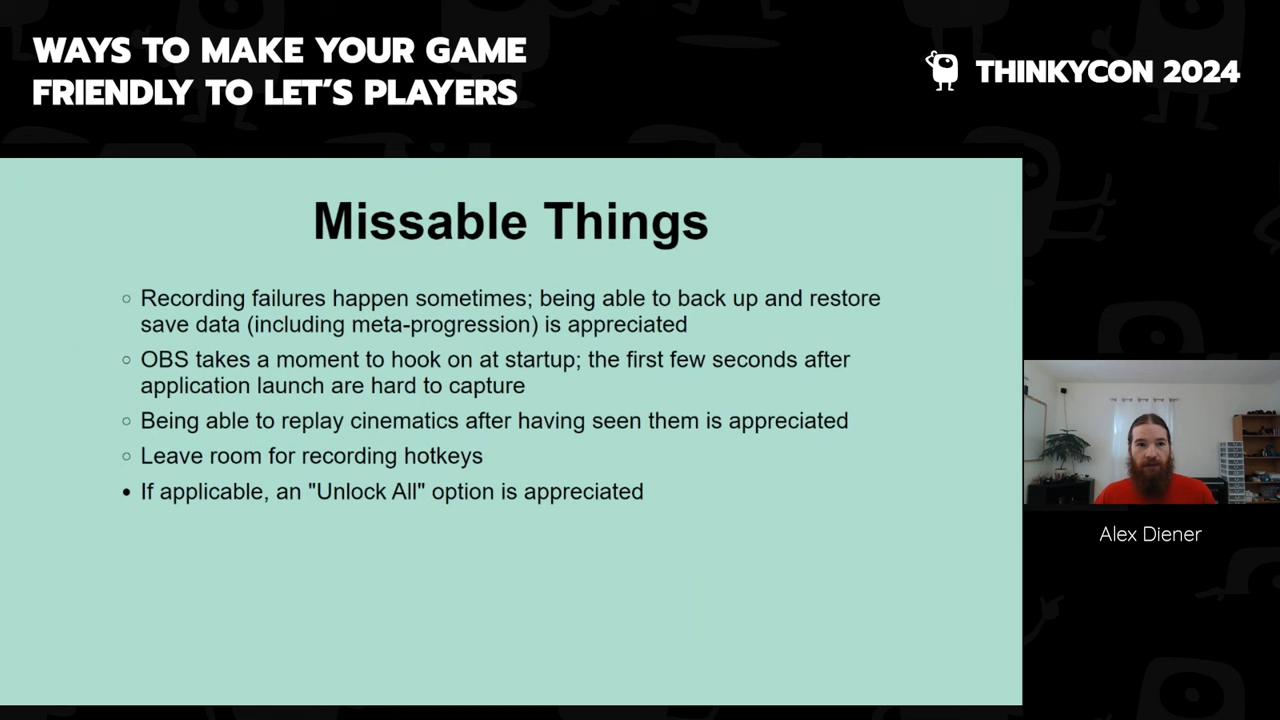 WAYS TO MAKE YOUR GAME
FRIENDLY TO LET'S PLAYERS
THINKYCON 2024
Missable Things
Recording failures happen sometimes; being able to back up and restore
save data (including meta-progression) is appreciated
OBS takes a moment to hook on at startup; the first few seconds after
application launch are hard to capture
Being able to replay cinematics after having seen them is appreciated
Leave room for recording hotkeys
If applicable, an "Unlock All" option is appreciated
Alex Diener